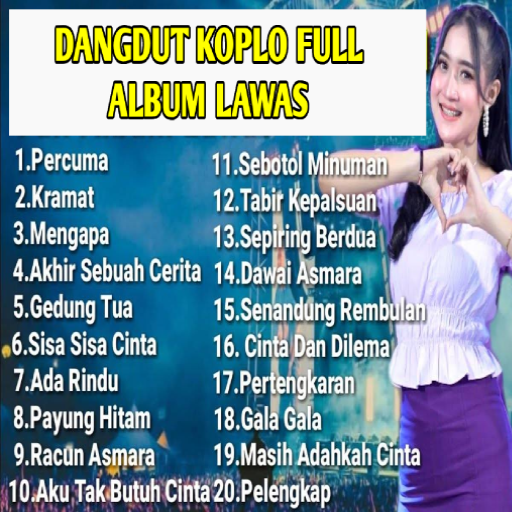 DANGDUT KOPLO FULL
ALBUM LAWAS
1.Percuma
2.Kramat
3.Mengapa
4.Akhir Sebuah Cerita
5.Gedung Tua
6.Sisa Sisa Cinta
7.Ada Rindu
8.Payung Hitam
9.Racun Asmara
10.Aku Tak Butuh Cinta
11.Sebotol Minuman
12.Tabir Kepalsuan
13.Sepiring Berdua
14.Dawai Asmara
15.Senandung Rembulan
16. Cinta Dan Dilema
17.Pertengkaran
18.Gala Gala
19.Masih Adahkah Cinta
20.Pelengkap